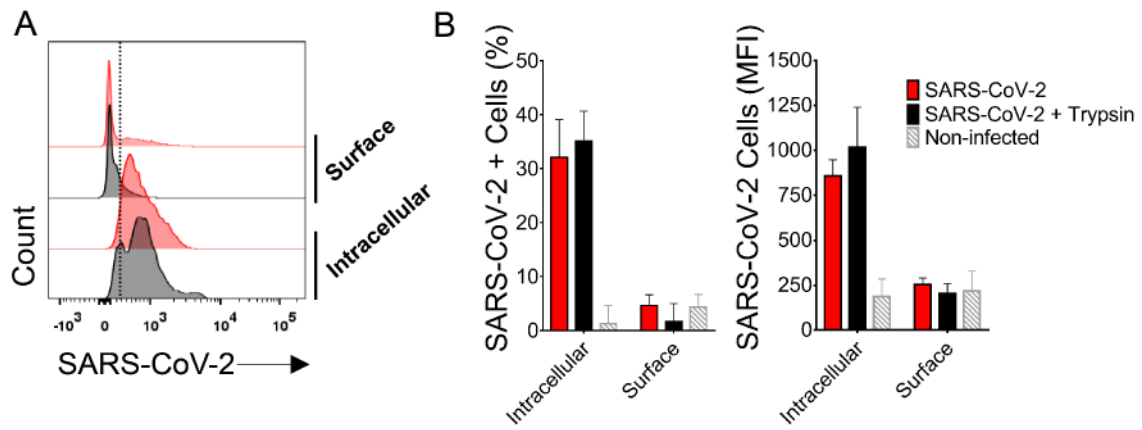 A
Count
Surface
Intracellular
-10³ 0 10³ 10⁴ 10⁵
SARS-CoV-2
B
SARS-CoV-2 + Cells (%)
50
40
30
20
10
0
Intracellular
Surface
SARS-CoV-2 Cells (MFI)
1500
1250
1000
750
500
250
0
Intracellular
Surface
SARS-CoV-2
SARS-CoV-2 + Trypsin
Non-infected